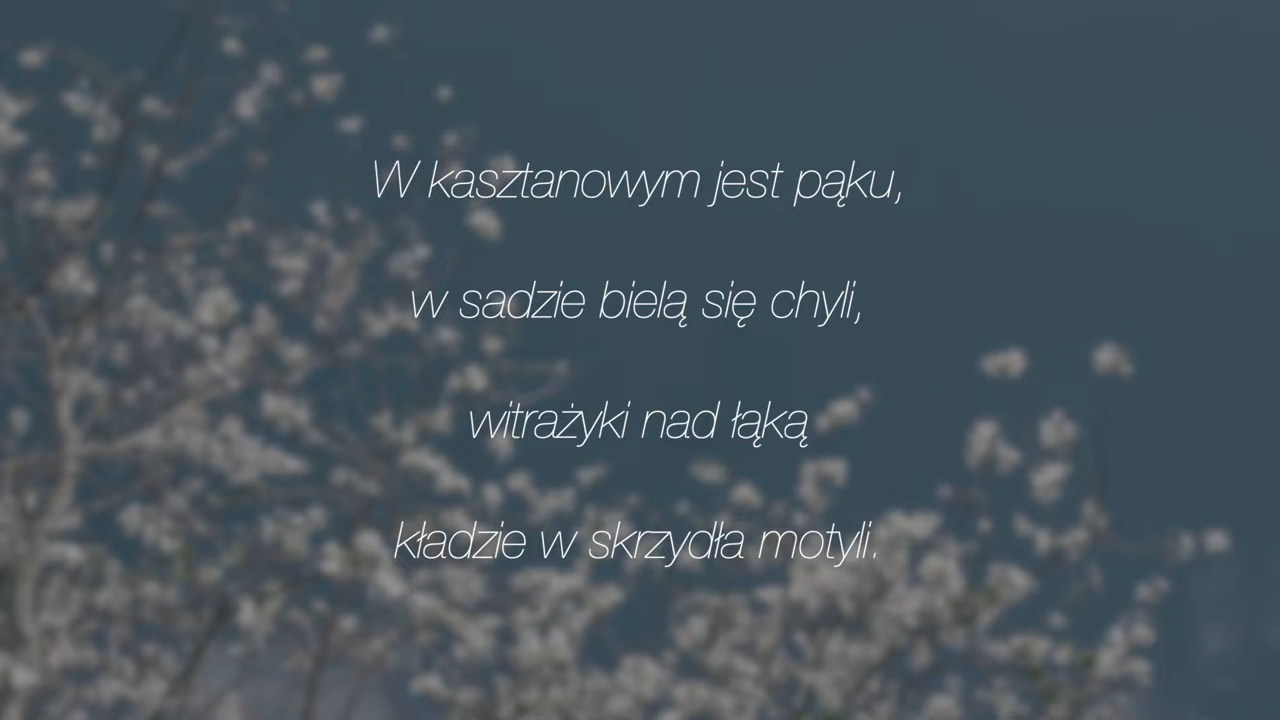 W kasztanowym jest pąku,
w sadzie bielą się chyli,
witrażyki nad łąką
kładzie w skrzydła motyli.